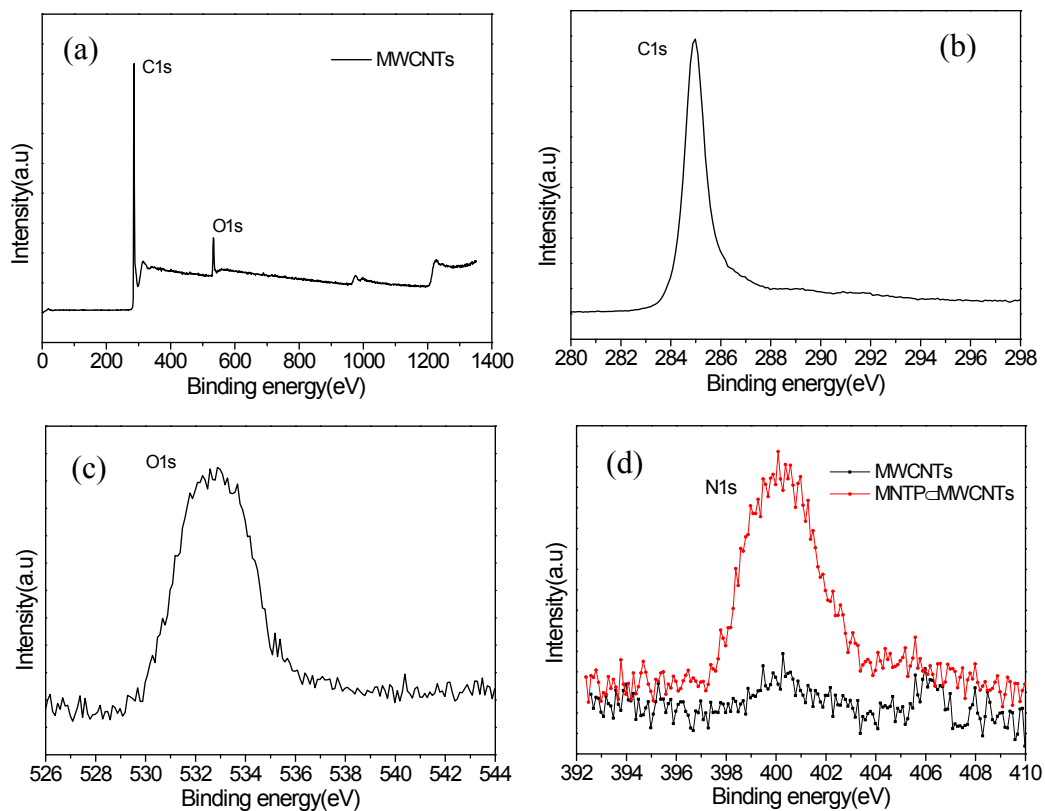 (a)
C1s
MWCNTs
O1s
Intensity(a.u)
0 200 400 600 800 1000 1200 1400
Binding energy(eV)
(b)
C1s
Intensity(a.u)
280 282 284 286 288 290 292 294 296 298
Binding energy(eV)
(c)
O1s
Intensity(a.u)
526 528 530 532 534 536 538 540 542 544
Binding energy(eV)
(d)
N1s
MWCNTs
MNTP⊂MWCNTs
Intensity(a.u)
392 394 396 398 400 402 404 406 408 410
Binding energy(eV)